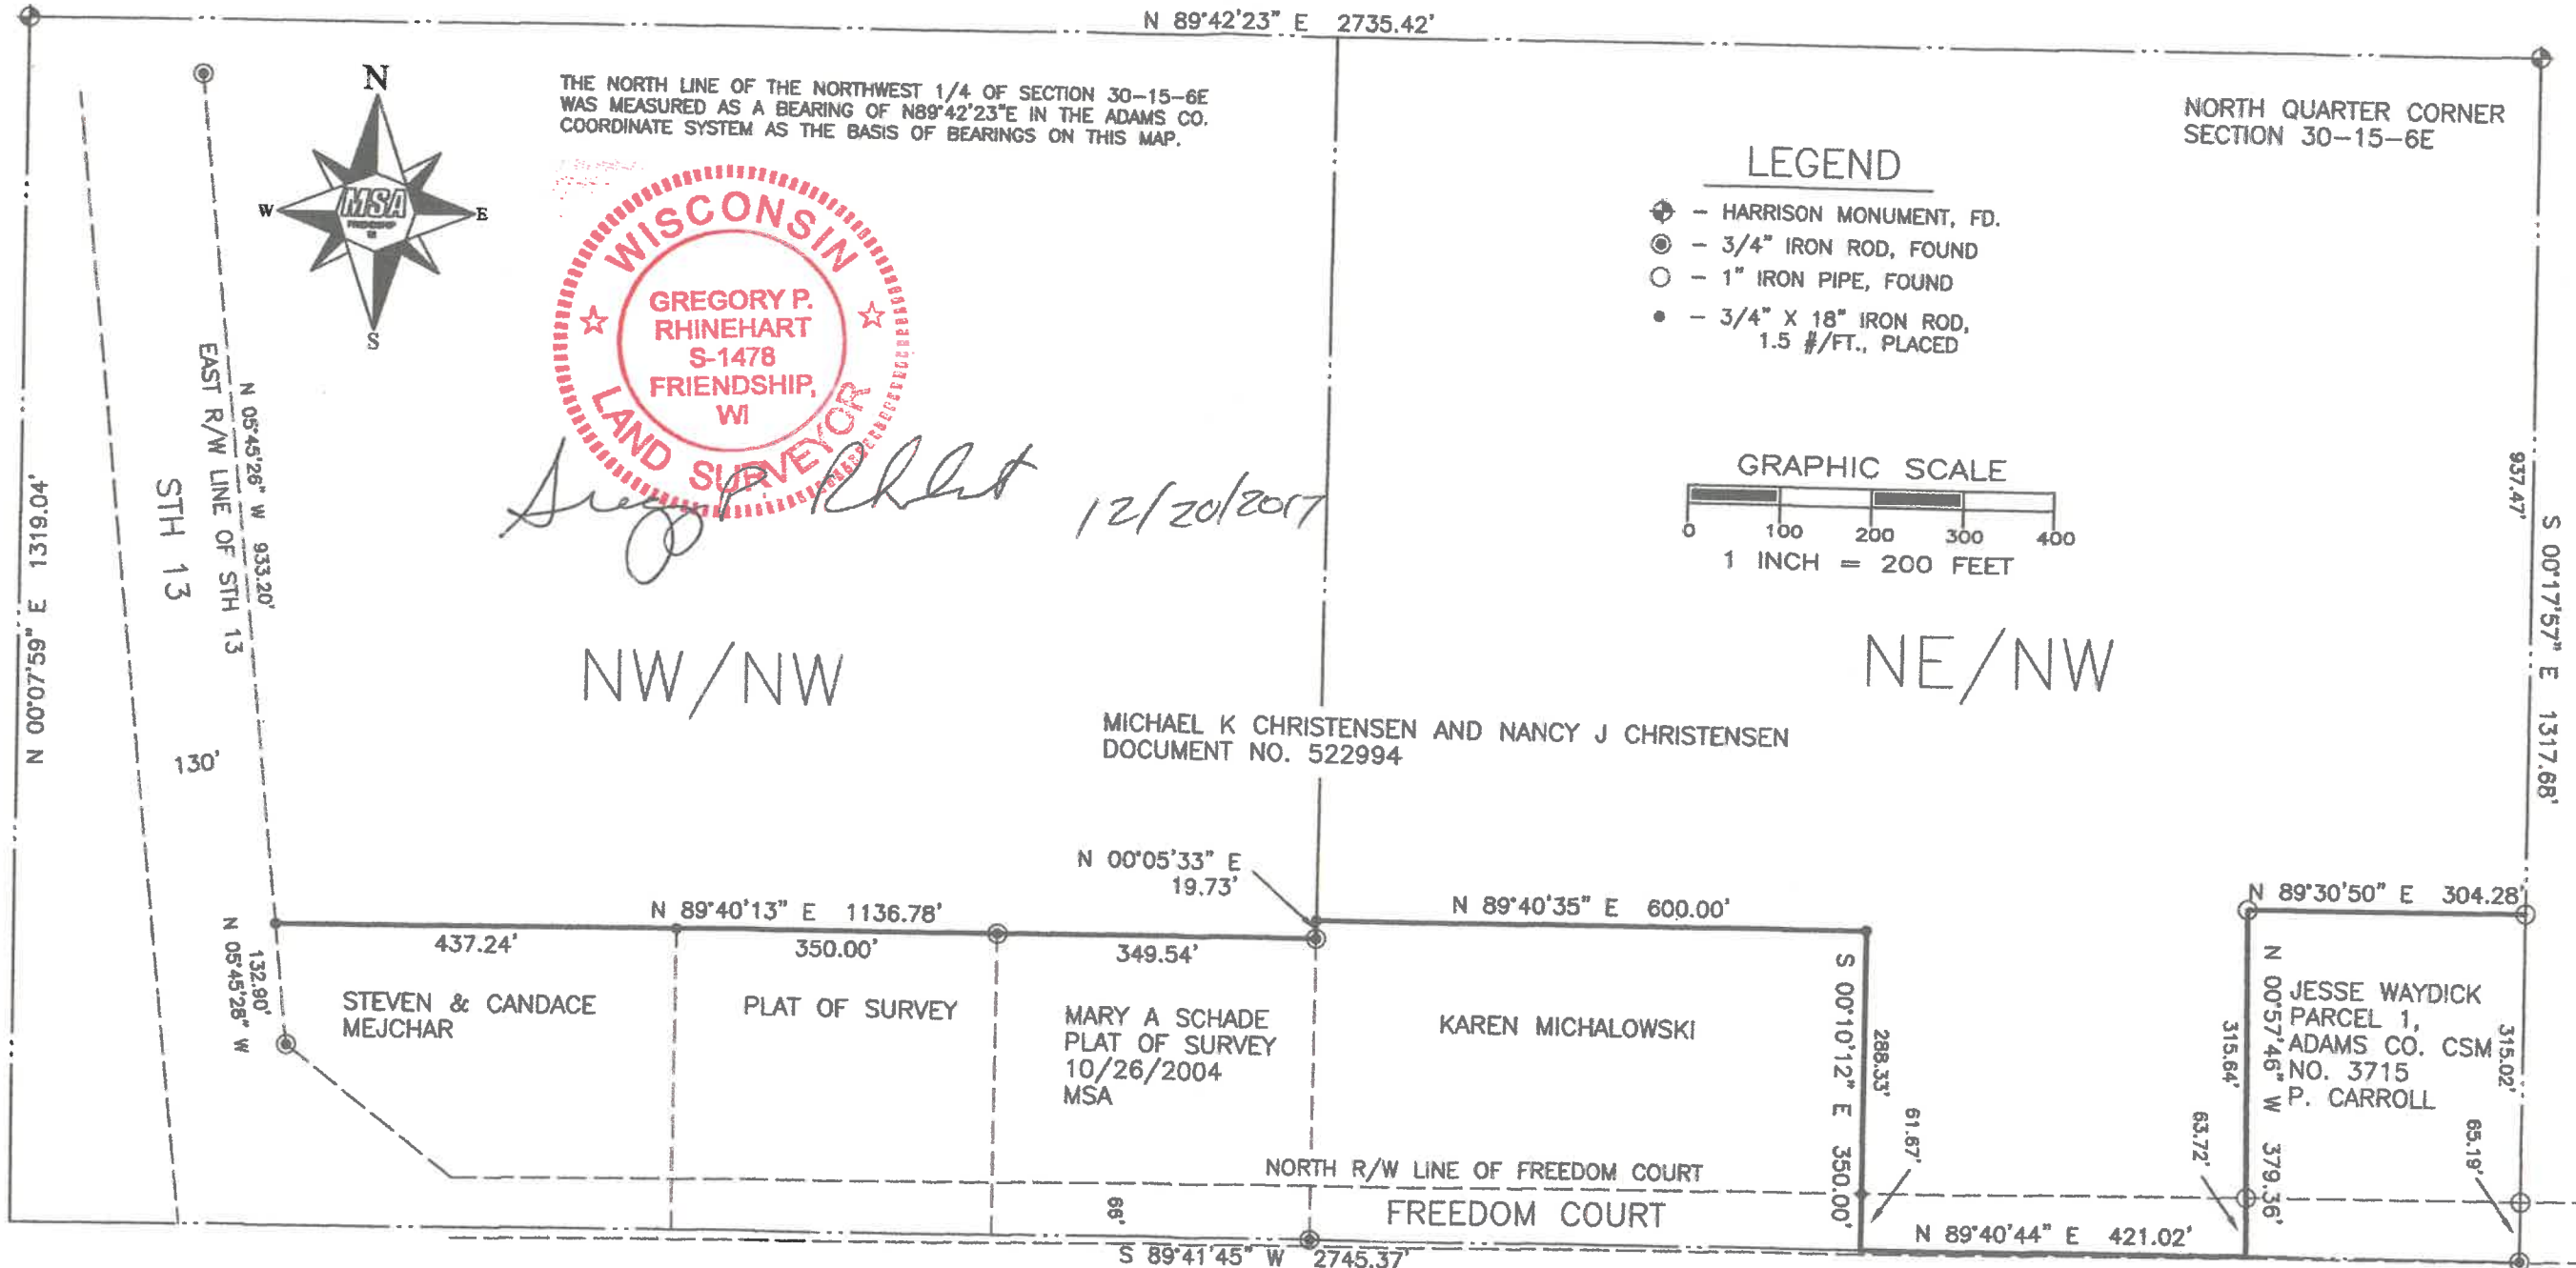 N 89°42'23" E 2735.42'
THE NORTH LINE OF THE NORTHWEST 1/4 OF SECTION 30-15-6E
WAS MEASURED AS A BEARING OF N89°42'23"E IN THE ADAMS CO.
COORDINATE SYSTEM AS THE BASIS OF BEARINGS ON THIS MAP.
N
W
E
S
MSA
FRIENDSHIP
WI
WISCONSIN
GREGORY P.
RHINEHART
S-1478
FRIENDSHIP,
WI
LAND SURVEYOR
12/20/2017
NORTH QUARTER CORNER
SECTION 30-15-6E
LEGEND
- HARRISON MONUMENT, FD.
- 3/4" IRON ROD, FOUND
- 1" IRON PIPE, FOUND
- 3/4" X 18" IRON ROD,
1.5 #/FT., PLACED
GRAPHIC SCALE
0 100 200 300 400
1 INCH = 200 FEET
N 00°07'59" E 1319.04'
STH 13
130'
N 05°45'26" W 933.20'
EAST R/W LINE OF STH 13
NW/NW
NE/NW
937.47'
S 00°17'57" E 1317.68'
MICHAEL K CHRISTENSEN AND NANCY J CHRISTENSEN
DOCUMENT NO. 522994
N 00°05'33" E
19.73'
N 89°40'13" E 1136.78'
437.24'
350.00'
349.54'
N 89°40'35" E 600.00'
N 89°30'50" E 304.28'
132.90'
N 05°45'28" W
STEVEN & CANDACE
MEJCHAR
PLAT OF SURVEY
MARY A SCHADE
PLAT OF SURVEY
10/26/2004
MSA
KAREN MICHALOWSKI
S 00°10'12" E 350.00'
288.33'
61.67'
315.64'
63.72'
N 00°57'46" W 379.36'
JESSE WAYDICK
PARCEL 1,
ADAMS CO. CSM
NO. 3715
P. CARROLL
315.02'
65.19'
NORTH R/W LINE OF FREEDOM COURT
66'
FREEDOM COURT
N 89°40'44" E 421.02'
S 89°41'45" W 2745.37'